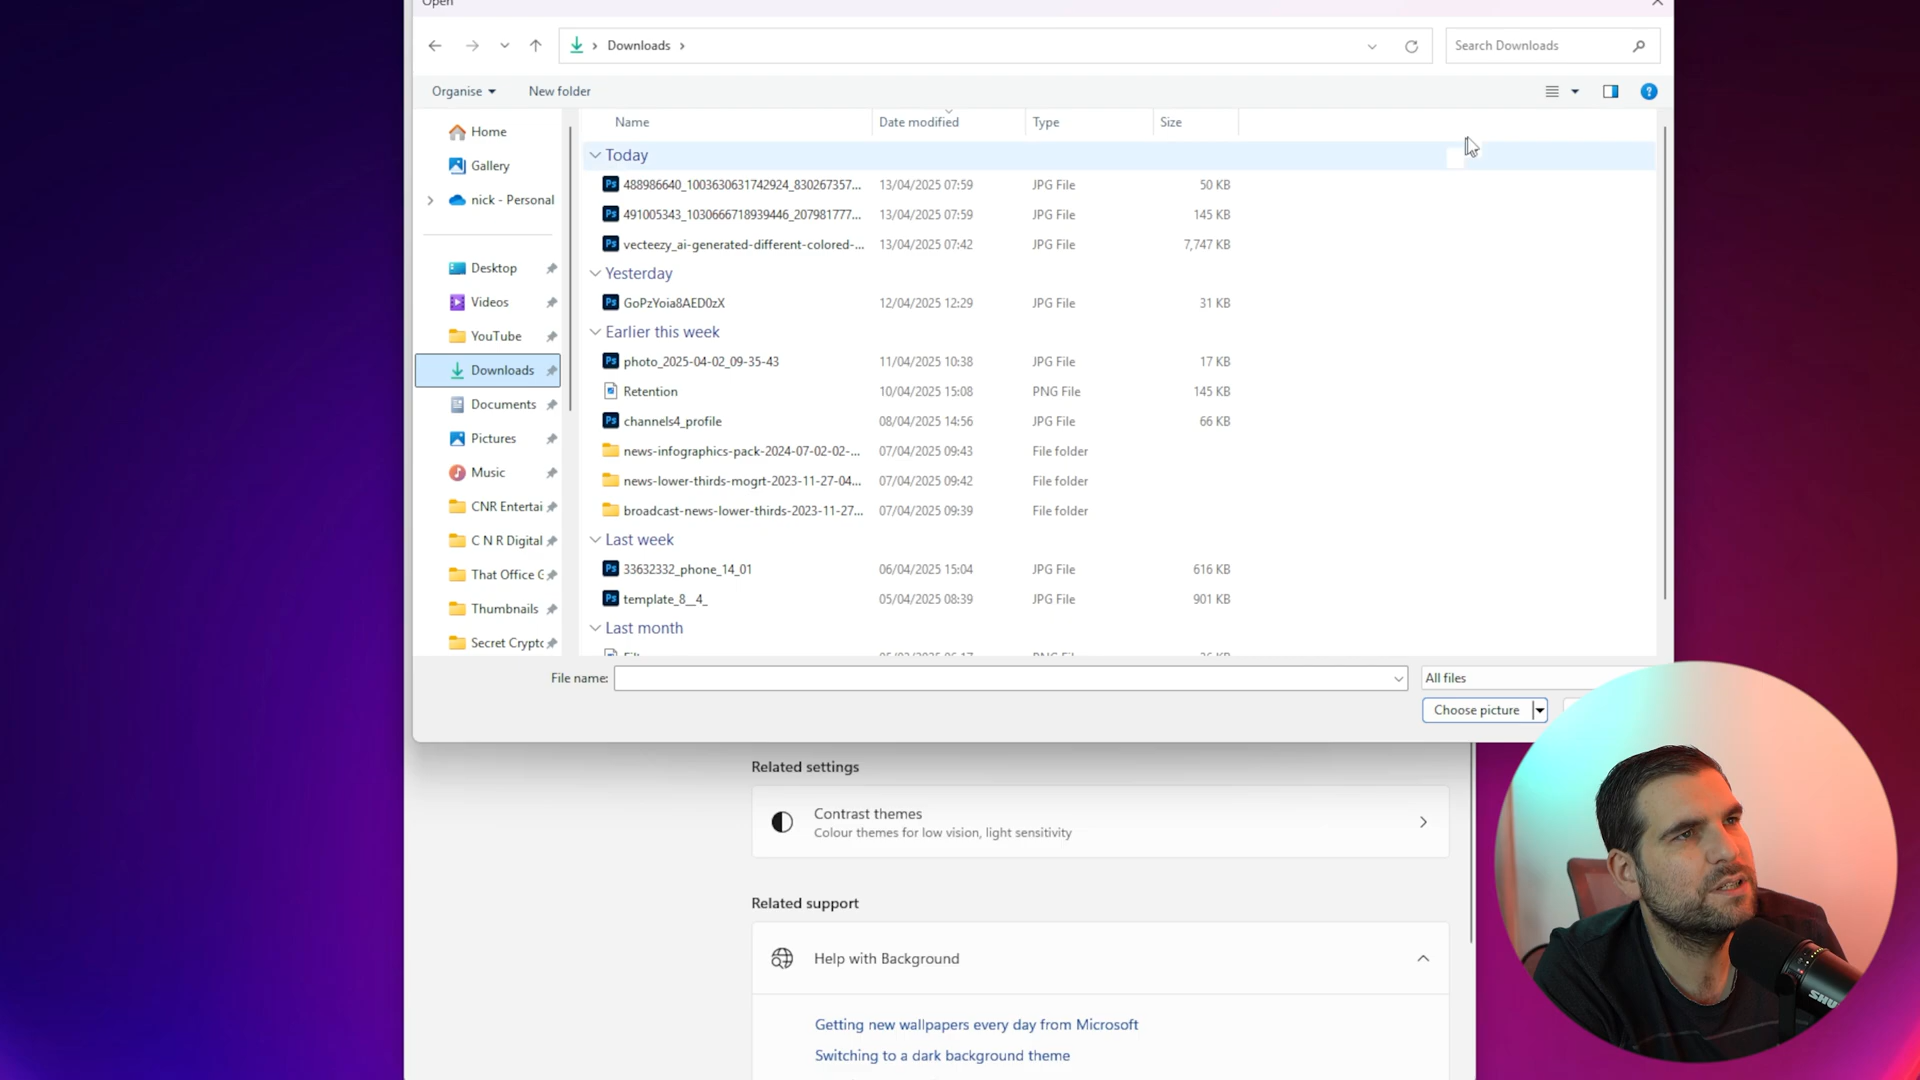 Open
Downloads
Search Downloads
Organise
New folder
Name
Date modified
Type
Size
Home
Gallery
nick - Personal
Desktop
Videos
YouTube
Downloads
Documents
Pictures
Music
CNR Entertai
C N R Digital
That Office G
Thumbnails
Secret Crypto
Today
488986640_1003630631742924_830267357... 13/04/2025 07:59 JPG File 50 KB
491005343_1030666718939446_207981777... 13/04/2025 07:59 JPG File 145 KB
vecteezy_ai-generated-different-colored-... 13/04/2025 07:42 JPG File 7,747 KB
Yesterday
GoPzYoia8AED0zX 12/04/2025 12:29 JPG File 31 KB
Earlier this week
photo_2025-04-02_09-35-43 11/04/2025 10:38 JPG File 17 KB
Retention 10/04/2025 15:08 PNG File 145 KB
channels4_profile 08/04/2025 14:56 JPG File 66 KB
news-infographics-pack-2024-07-02-02-... 07/04/2025 09:43 File folder
news-lower-thirds-mogrt-2023-11-27-04... 07/04/2025 09:42 File folder
broadcast-news-lower-thirds-2023-11-27... 07/04/2025 09:39 File folder
Last week
33632332_phone_14_01 06/04/2025 15:04 JPG File 616 KB
template_8__4_ 05/04/2025 08:39 JPG File 901 KB
Last month
File name:
All files
Choose picture
Related settings
Contrast themes
Colour themes for low vision, light sensitivity
Related support
Help with Background
Getting new wallpapers every day from Microsoft
Switching to a dark background theme